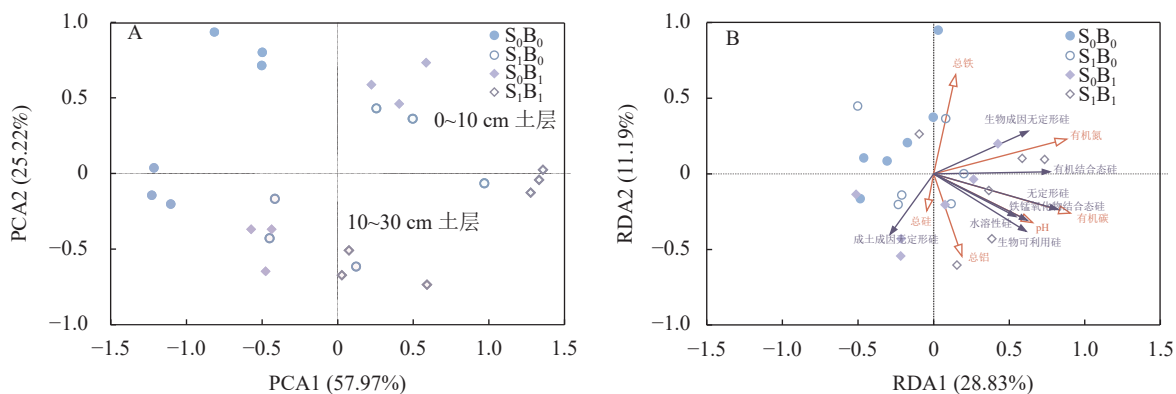 A
S₀B₀
S₁B₀
S₀B₁
S₁B₁
0~10 cm 土层
10~30 cm 土层
1.0
0.5
0
−0.5
−1.0
PCA2 (25.22%)
−1.5
−1.0
−0.5
0
0.5
1.0
1.5
PCA1 (57.97%)
B
S₀B₀
S₁B₀
S₀B₁
S₁B₁
总铁
生物成因无定形硅
有机氮
有机结合态硅
无定形硅
铁锰氧化物结合态硅
有机碳
水溶性硅
pH
总硅
成土成因无定形硅
生物可利用硅
总铝
1.0
0.5
0
−0.5
−1.0
RDA2 (11.19%)
−1.5
−1.0
−0.5
0
0.5
1.0
1.5
RDA1 (28.83%)